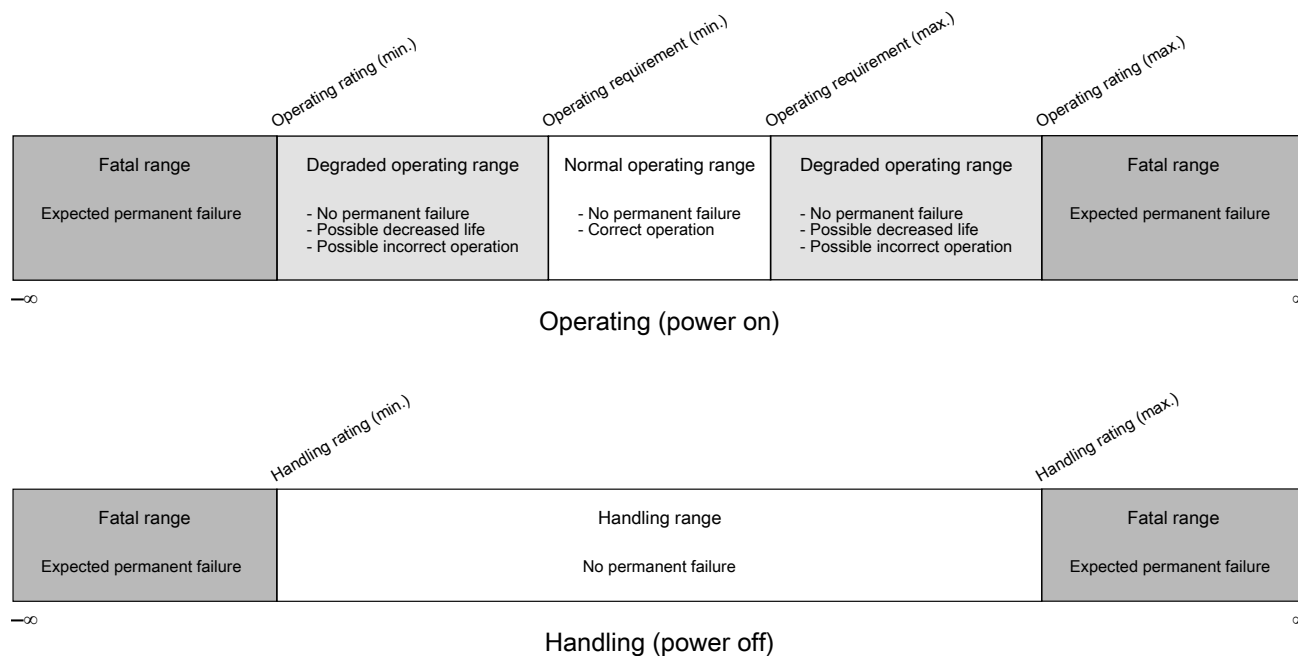 Operating rating (min.)
Operating requirement (min.)
Operating requirement (max.)
Operating rating (max.)
Fatal range
Degraded operating range
Normal operating range
Degraded operating range
Fatal range
Expected permanent failure
- No permanent failure
- Possible decreased life
- Possible incorrect operation
- No permanent failure
- Correct operation
- No permanent failure
- Possible decreased life
- Possible incorrect operation
Expected permanent failure
–∞
Operating (power on)
Handling rating (min.)
Handling rating (max.)
Fatal range
Handling range
Fatal range
Expected permanent failure
No permanent failure
Expected permanent failure
–∞
Handling (power off)